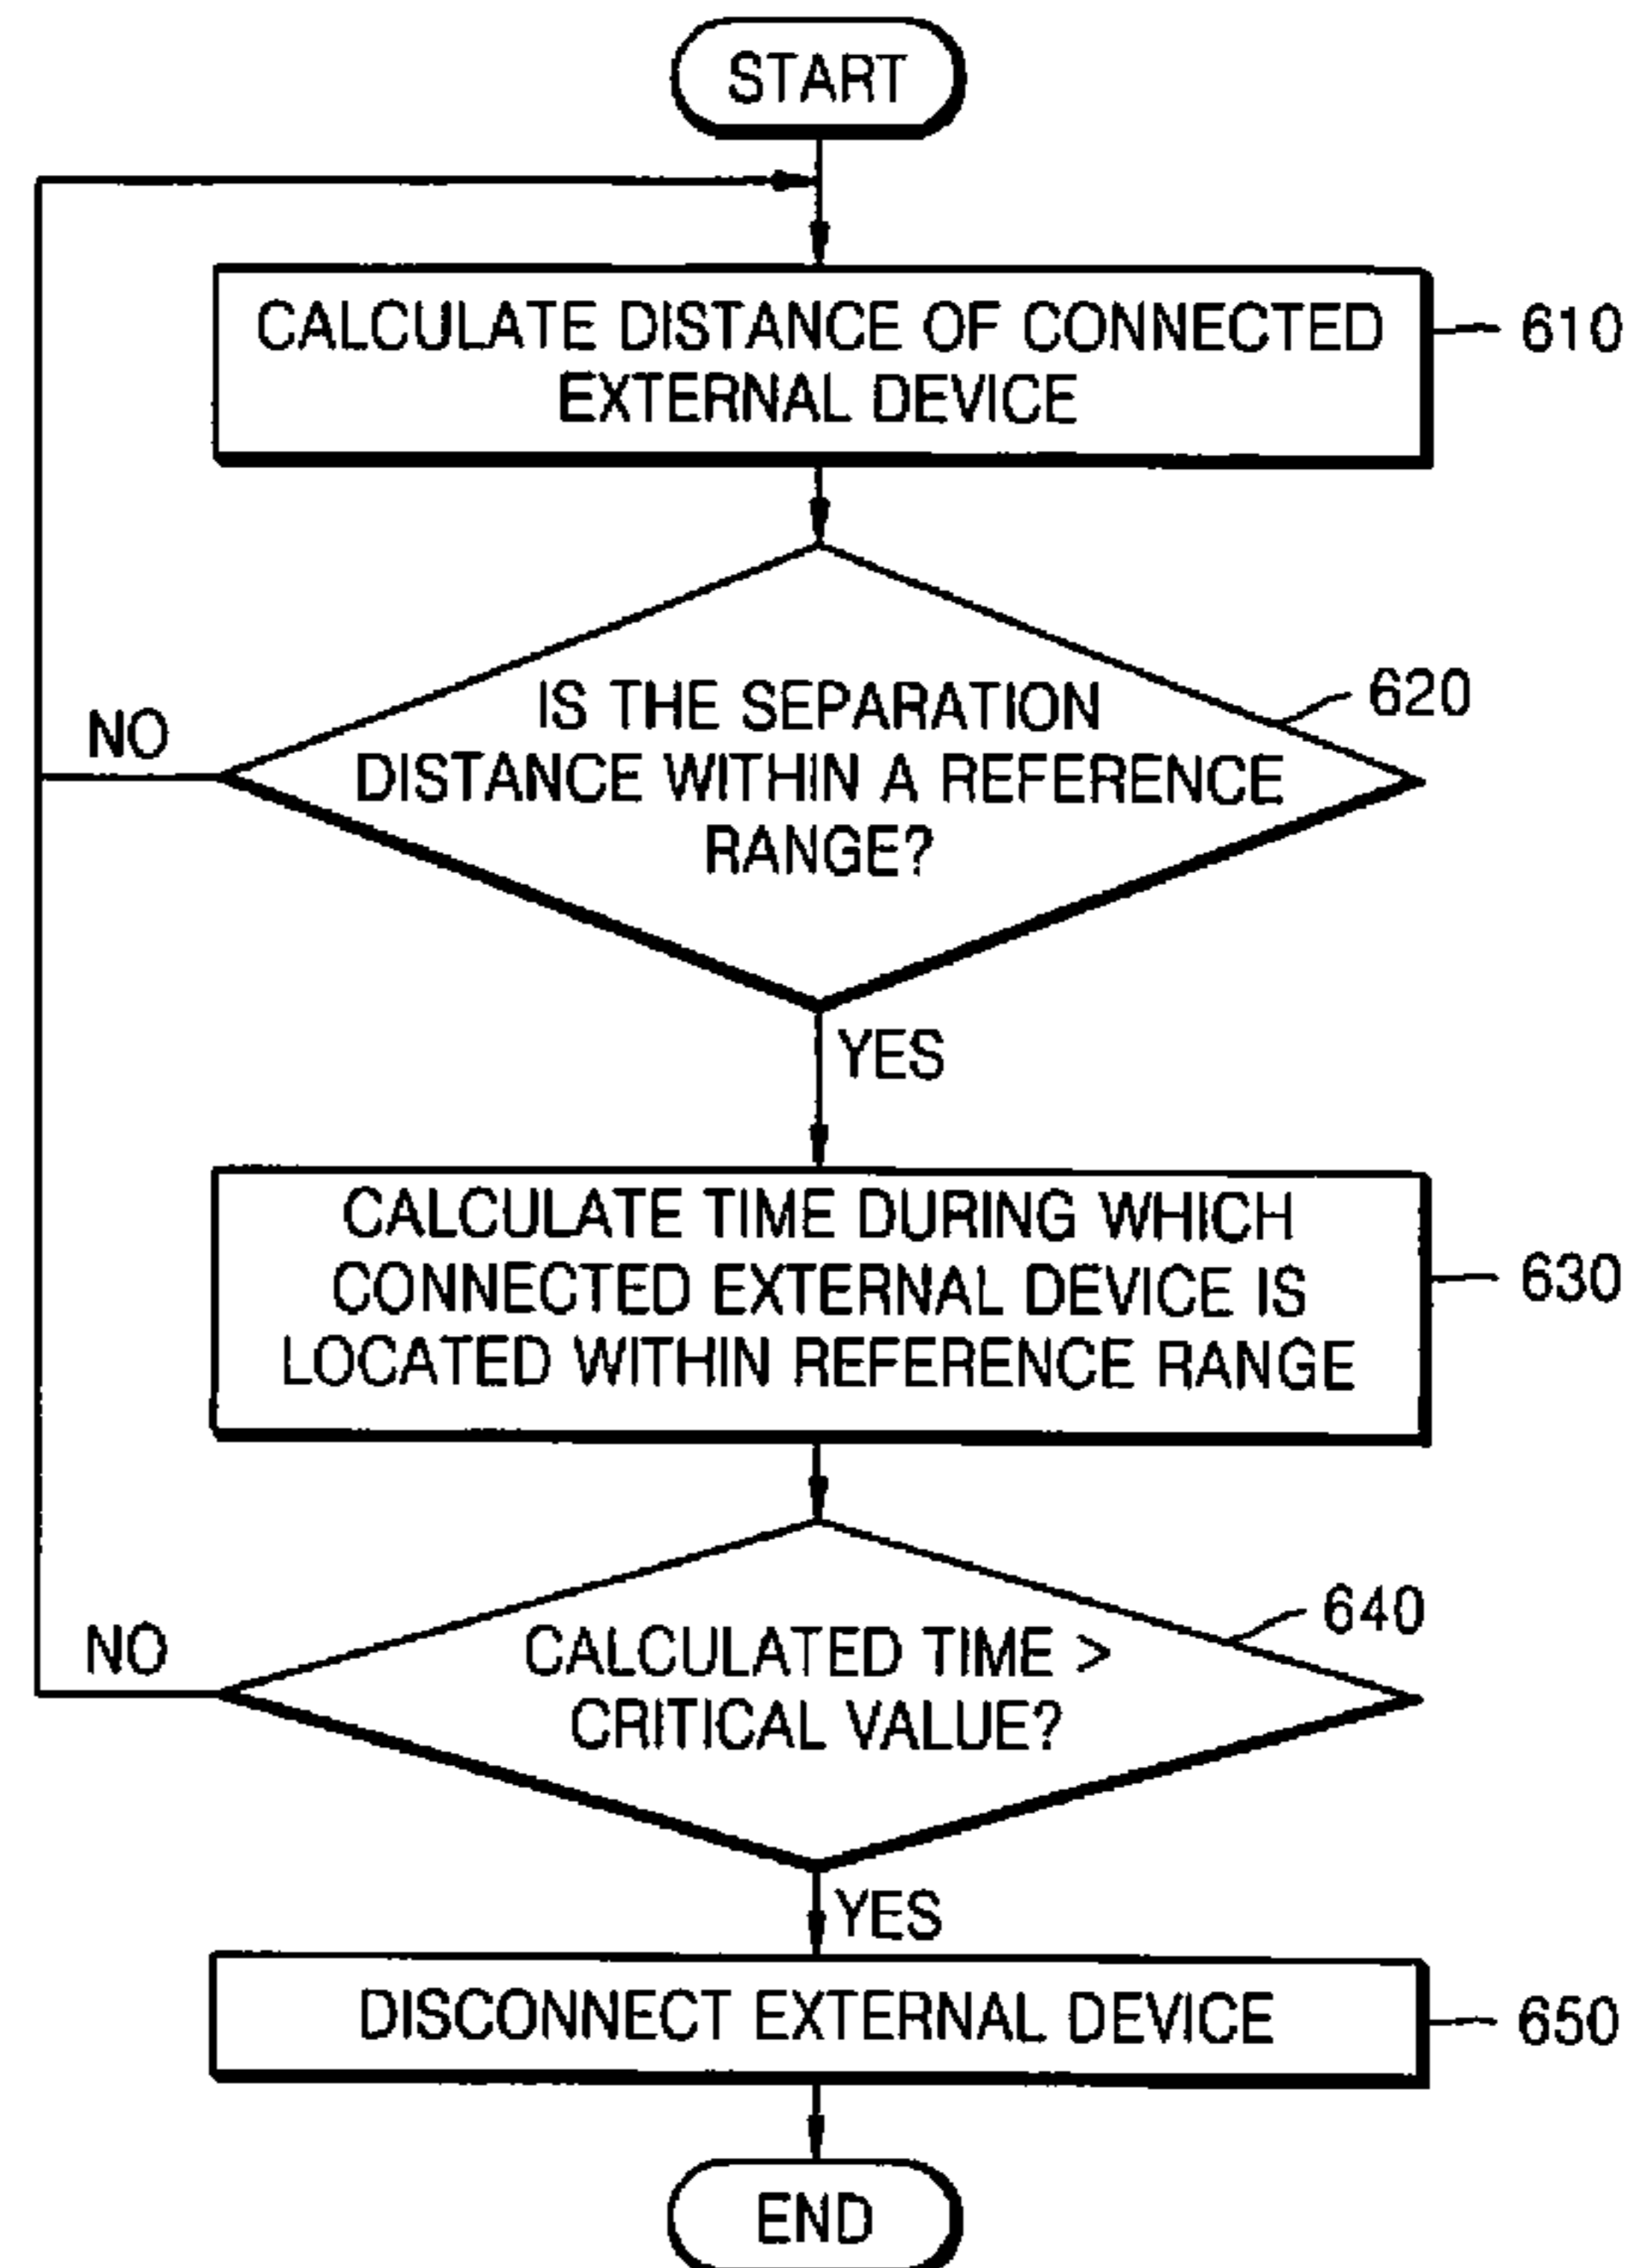 START
CALCULATE DISTANCE OF CONNECTED
EXTERNAL DEVICE
610
IS THE SEPARATION
DISTANCE WITHIN A REFERENCE
RANGE?
620
NO
YES
CALCULATE TIME DURING WHICH
CONNECTED EXTERNAL DEVICE IS
LOCATED WITHIN REFERENCE RANGE
630
CALCULATED TIME >
CRITICAL VALUE?
640
NO
YES
DISCONNECT EXTERNAL DEVICE
650
END